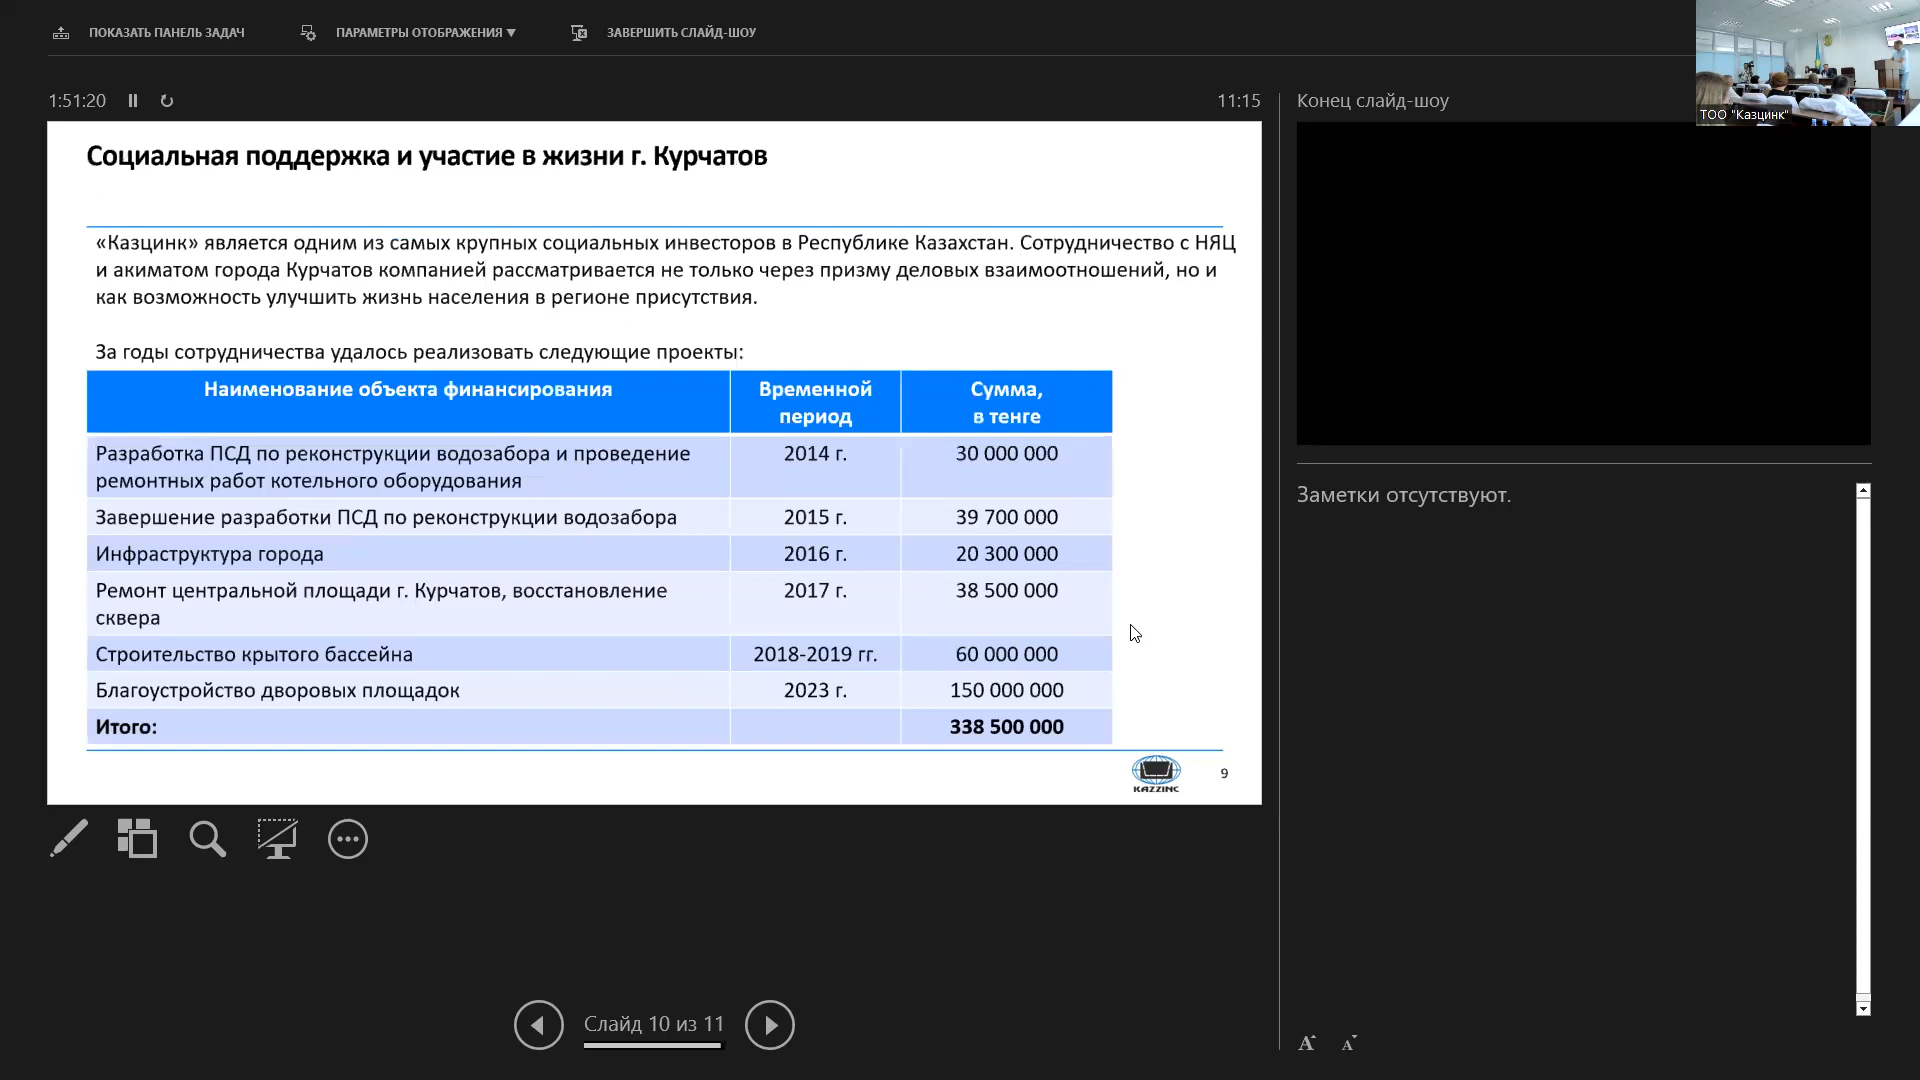 ПОКАЗАТЬ ПАНЕЛЬ ЗАДАЧ
ПАРАМЕТРЫ ОТОБРАЖЕНИЯ ▼
ЗАВЕРШИТЬ СЛАЙД-ШОУ
1:51:20
11:15
Социальная поддержка и участие в жизни г. Курчатов
«Казцинк» является одним из самых крупных социальных инвесторов в Республике Казахстан. Сотрудничество с НЯЦ
и акиматом города Курчатов компанией рассматривается не только через призму деловых взаимоотношений, но и
как возможность улучшить жизнь населения в регионе присутствия.
За годы сотрудничества удалось реализовать следующие проекты:
Наименование объекта финансирования
Временной
период
Сумма,
в тенге
Разработка ПСД по реконструкции водозабора и проведение
ремонтных работ котельного оборудования
2014 г.
30 000 000
Завершение разработки ПСД по реконструкции водозабора
2015 г.
39 700 000
Инфраструктура города
2016 г.
20 300 000
Ремонт центральной площади г. Курчатов, восстановление
сквера
2017 г.
38 500 000
Строительство крытого бассейна
2018-2019 гг.
60 000 000
Благоустройство дворовых площадок
2023 г.
150 000 000
Итого:
338 500 000
KAZZINC
9
Слайд 10 из 11
Конец слайд-шоу
ТОО "Казцинк"
Заметки отсутствуют.
A A